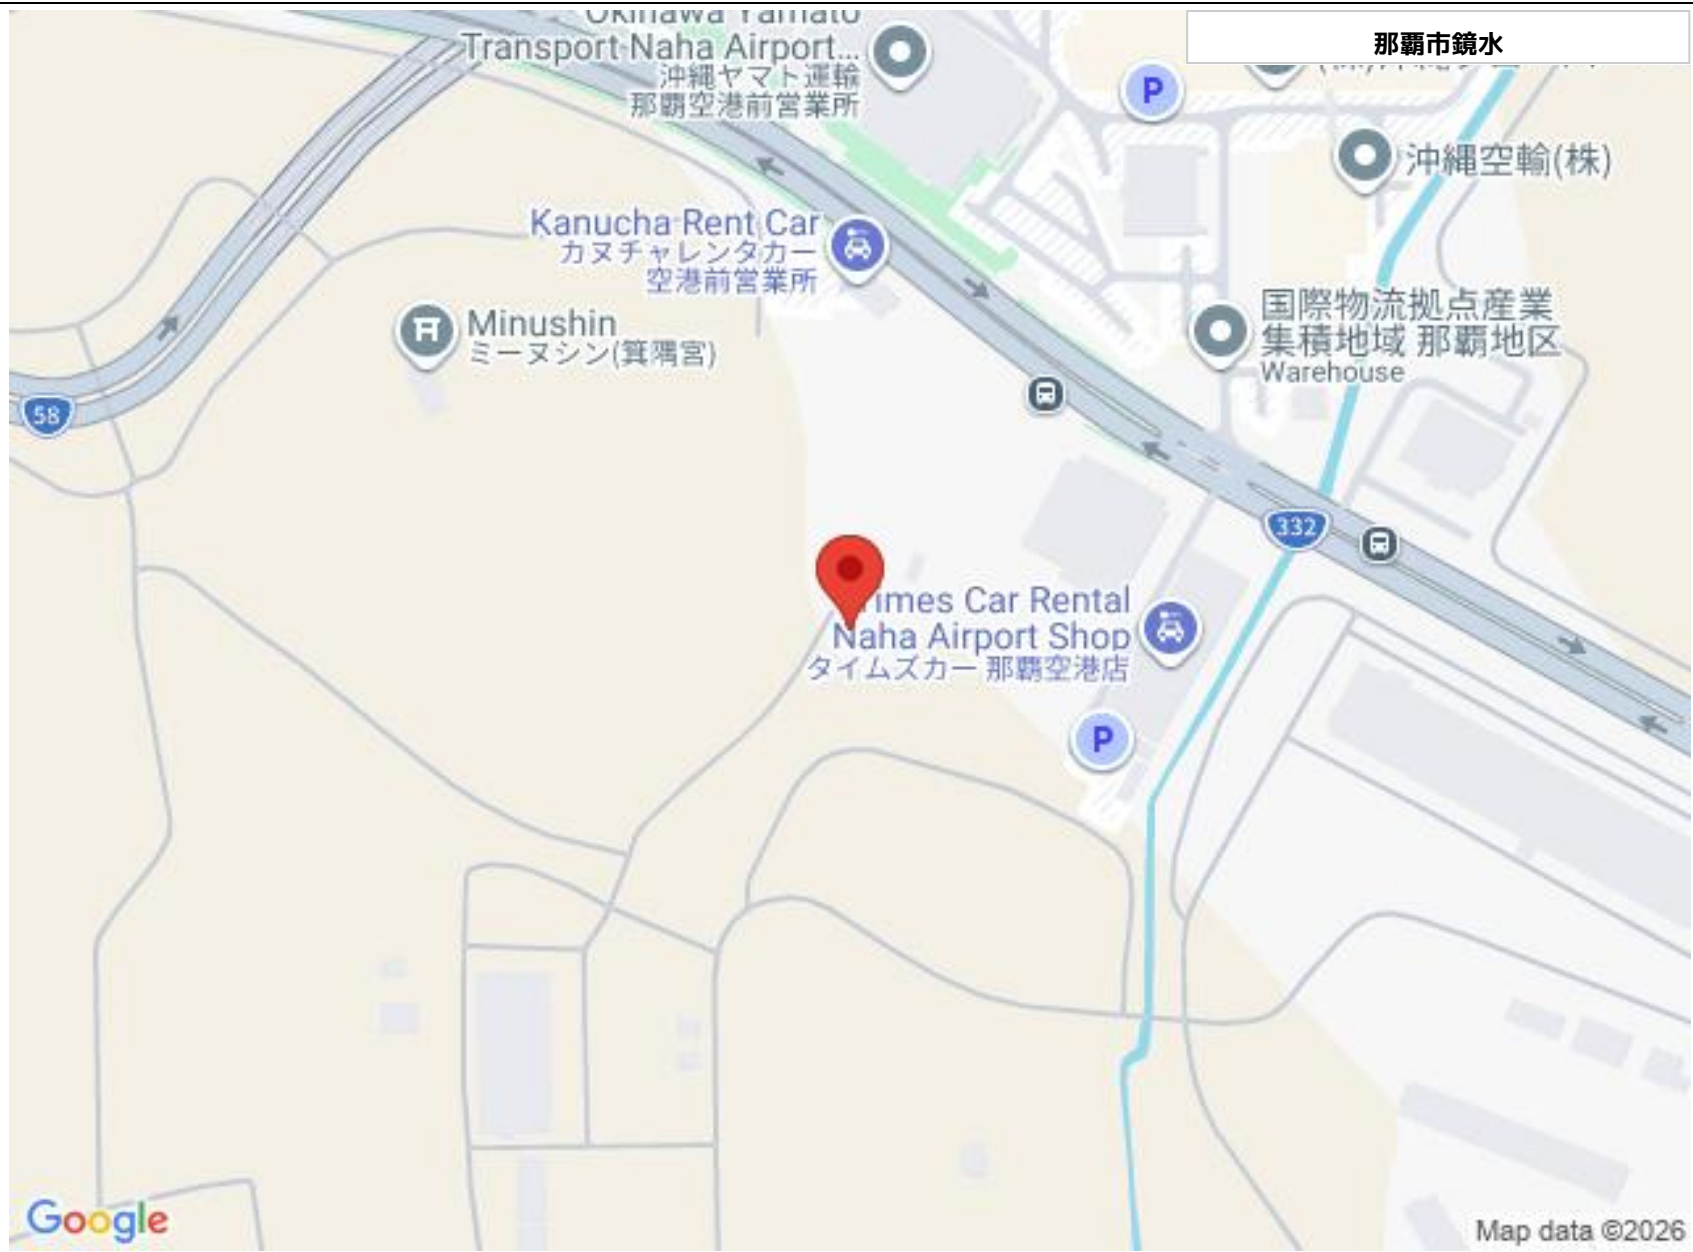 Okinawa Yamato
Transport Naha Airport...
沖縄ヤマト運輸
那覇空港前営業所
那覇市鏡水
P
沖縄空輸(株)
Kanucha Rent Car
カヌチャレンタカー
空港前営業所
Minushin
ミーヌシン(箕隅宮)
国際物流拠点産業
集積地域 那覇地区
Warehouse
58
332
Times Car Rental
Naha Airport Shop
タイムズカー 那覇空港店
P
Google
Map data ©2026